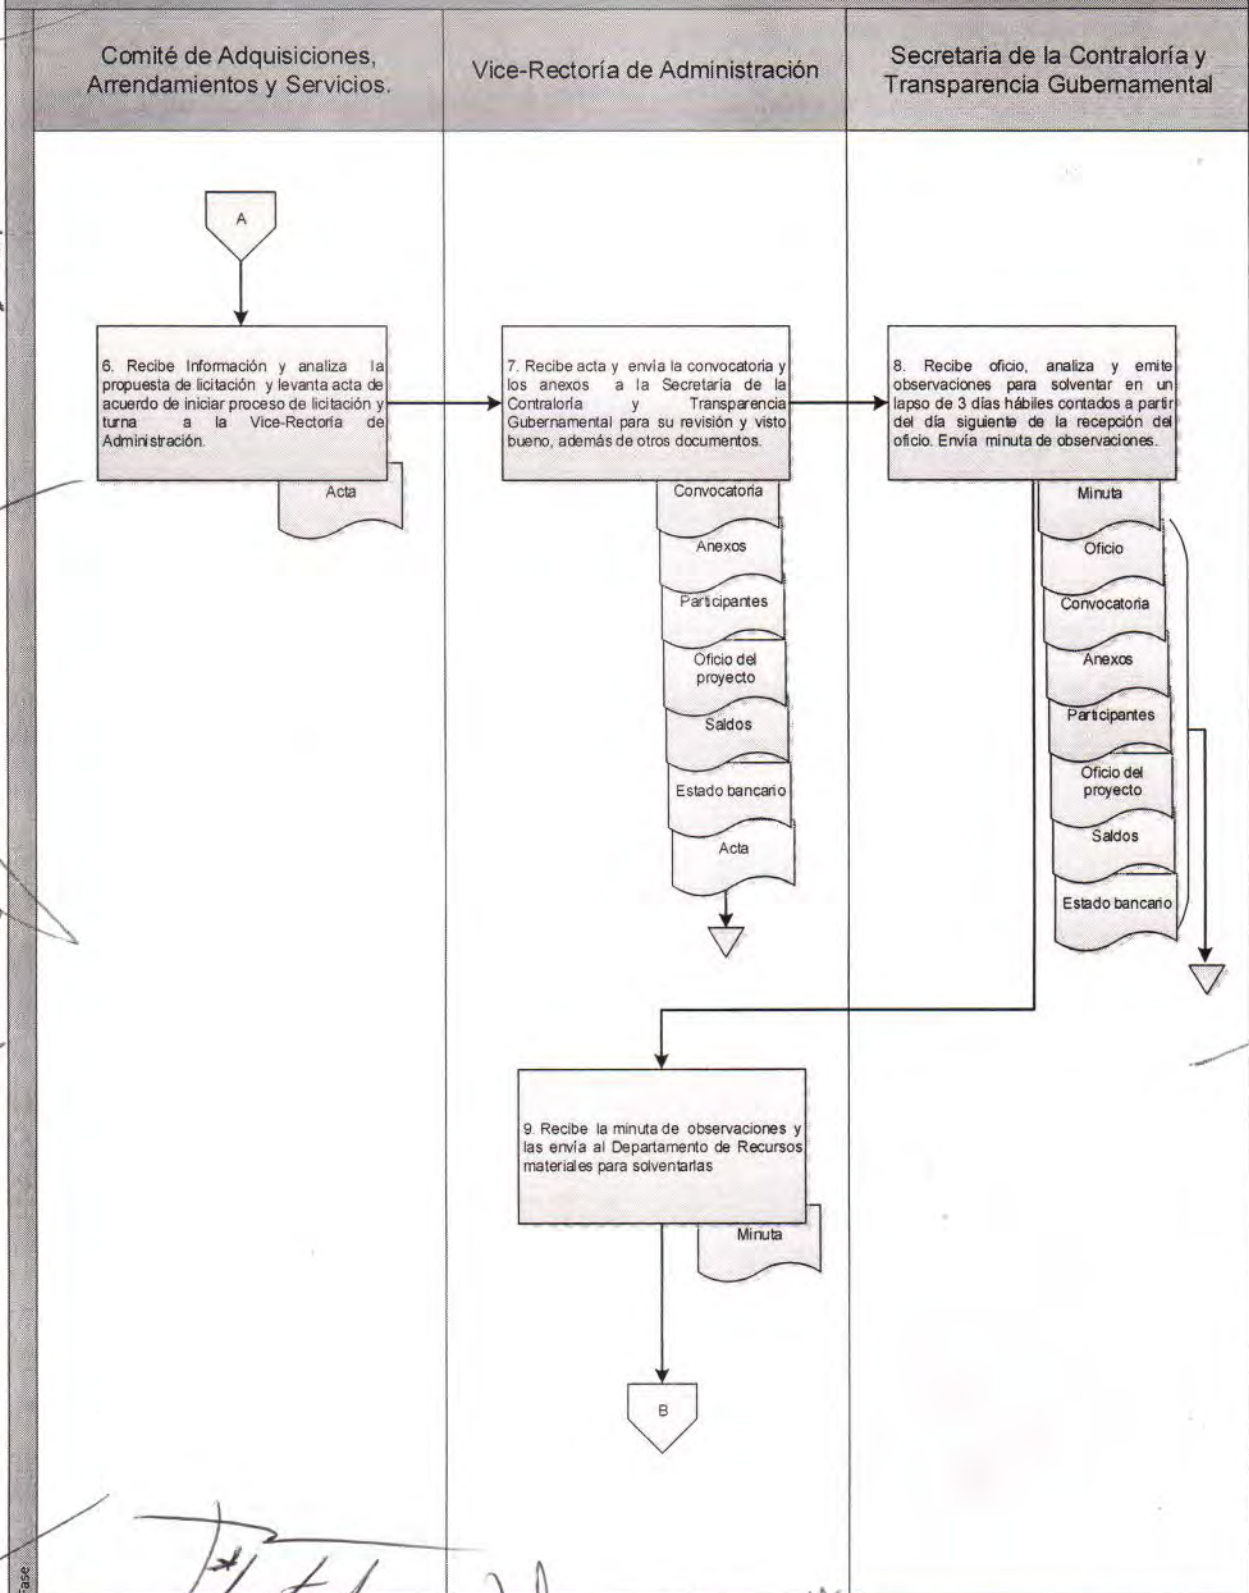 Comité de Adquisiciones,
Arrendamientos y Servicios.
Vice-Rectoría de Administración
Secretaria de la Contraloría y
Transparencia Gubernamental
A
6. Recibe Información y analiza la
propuesta de licitación y levanta acta de
acuerdo de iniciar proceso de licitación y
turna a la Vice-Rectoría de
Administración.
Acta
7. Recibe acta y envía la convocatoria y
los anexos a la Secretaria de la
Contraloría y Transparencia
Gubernamental para su revisión y visto
bueno, además de otros documentos.
Convocatoria
Anexos
Participantes
Oficio del
proyecto
Saldos
Estado bancario
Acta
8. Recibe oficio, analiza y emite
observaciones para solventar en un
lapso de 3 días hábiles contados a partir
del día siguiente de la recepción del
oficio. Envía minuta de observaciones.
Minuta
Oficio
Convocatoria
Anexos
Participantes
Oficio del
proyecto
Saldos
Estado bancario
9. Recibe la minuta de observaciones y
las envía al Departamento de Recursos
materiales para solventarlas
Minuta
B
Fase